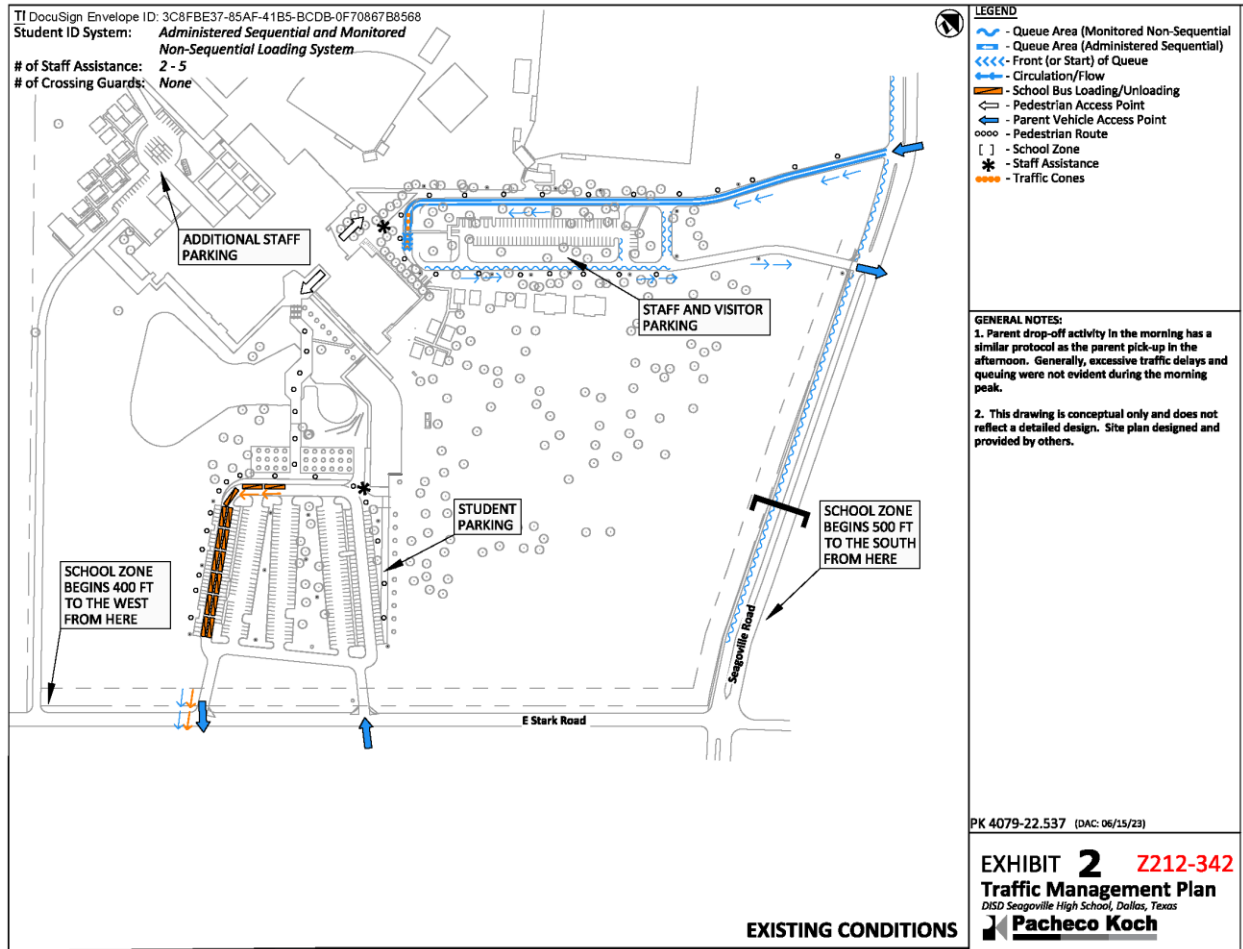 TI DocuSign Envelope ID: 3C8FBE37-85AF-41B5-BCDB-0F70867B8568
Student ID System: Administered Sequential and Monitored
Non-Sequential Loading System
# of Staff Assistance: 2 - 5
# of Crossing Guards: None
ADDITIONAL STAFF
PARKING
STAFF AND VISITOR
PARKING
STUDENT
PARKING
SCHOOL ZONE
BEGINS 400 FT
TO THE WEST
FROM HERE
SCHOOL ZONE
BEGINS 500 FT
TO THE SOUTH
FROM HERE
Seagoville Road
E Stark Road
EXISTING CONDITIONS
LEGEND
- Queue Area (Monitored Non-Sequential
- Queue Area (Administered Sequential)
- Front (or Start) of Queue
- Circulation/Flow
- School Bus Loading/Unloading
- Pedestrian Access Point
- Parent Vehicle Access Point
- Pedestrian Route
[ ] - School Zone
* - Staff Assistance
- Traffic Cones
GENERAL NOTES:
1. Parent drop-off activity in the morning has a
similar protocol as the parent pick-up in the
afternoon. Generally, excessive traffic delays and
queuing were not evident during the morning
peak.
2. This drawing is conceptual only and does not
reflect a detailed design. Site plan designed and
provided by others.
PK 4079-22.537 (DAC: 06/15/23)
EXHIBIT 2 Z212-342
Traffic Management Plan
DISD Seagoville High School, Dallas, Texas
Pacheco Koch